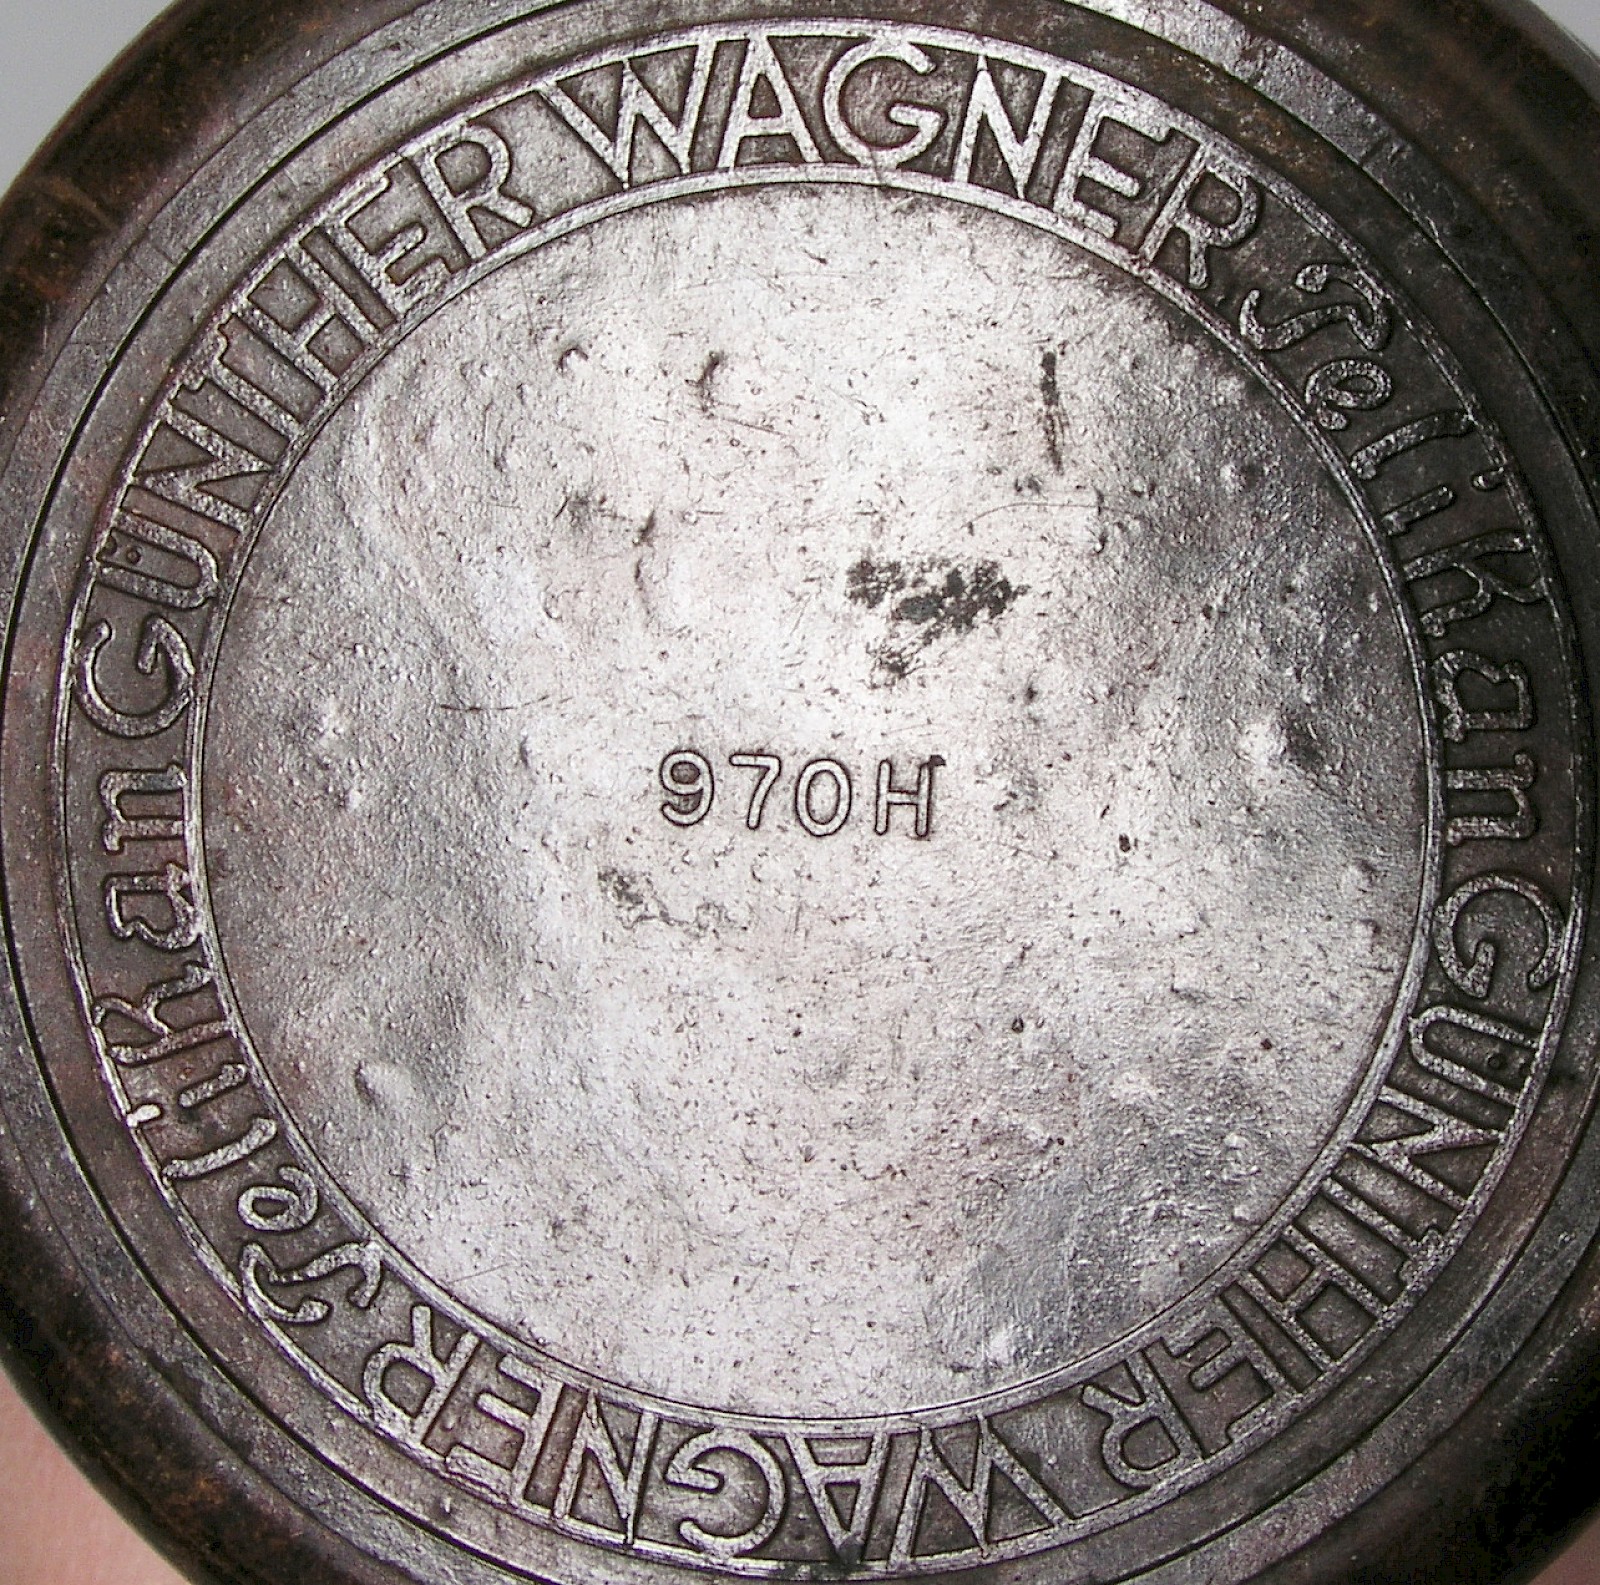 GÜNTHER WAGNER Pelikan GÜNTHER WAGNER Pelikan
970H